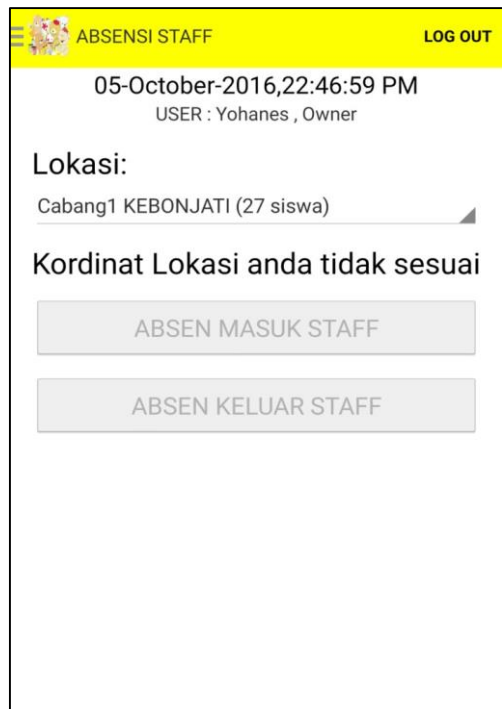 ABSENSI STAFF LOG OUT
05-October-2016,22:46:59 PM
USER : Yohanes , Owner
Lokasi:
Cabang1 KEBONJATI (27 siswa)
Kordinat Lokasi anda tidak sesuai
ABSEN MASUK STAFF
ABSEN KELUAR STAFF